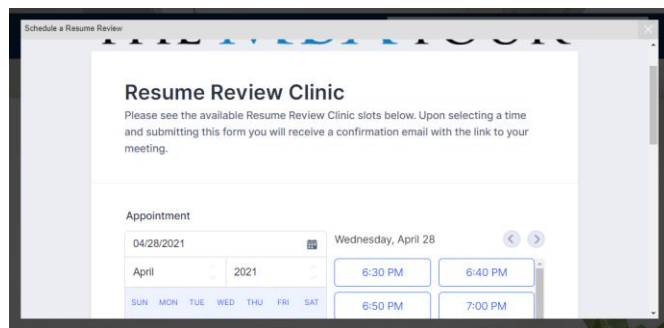 Schedule a Resume Review
THE MBA TOUR
Resume Review Clinic
Please see the available Resume Review Clinic slots below. Upon selecting a time
and submitting this form you will receive a confirmation email with the link to your
meeting.
Appointment
04/28/2021
April 2021
SUN MON TUE WED THU FRI SAT
Wednesday, April 28
6:30 PM 6:40 PM
6:50 PM 7:00 PM